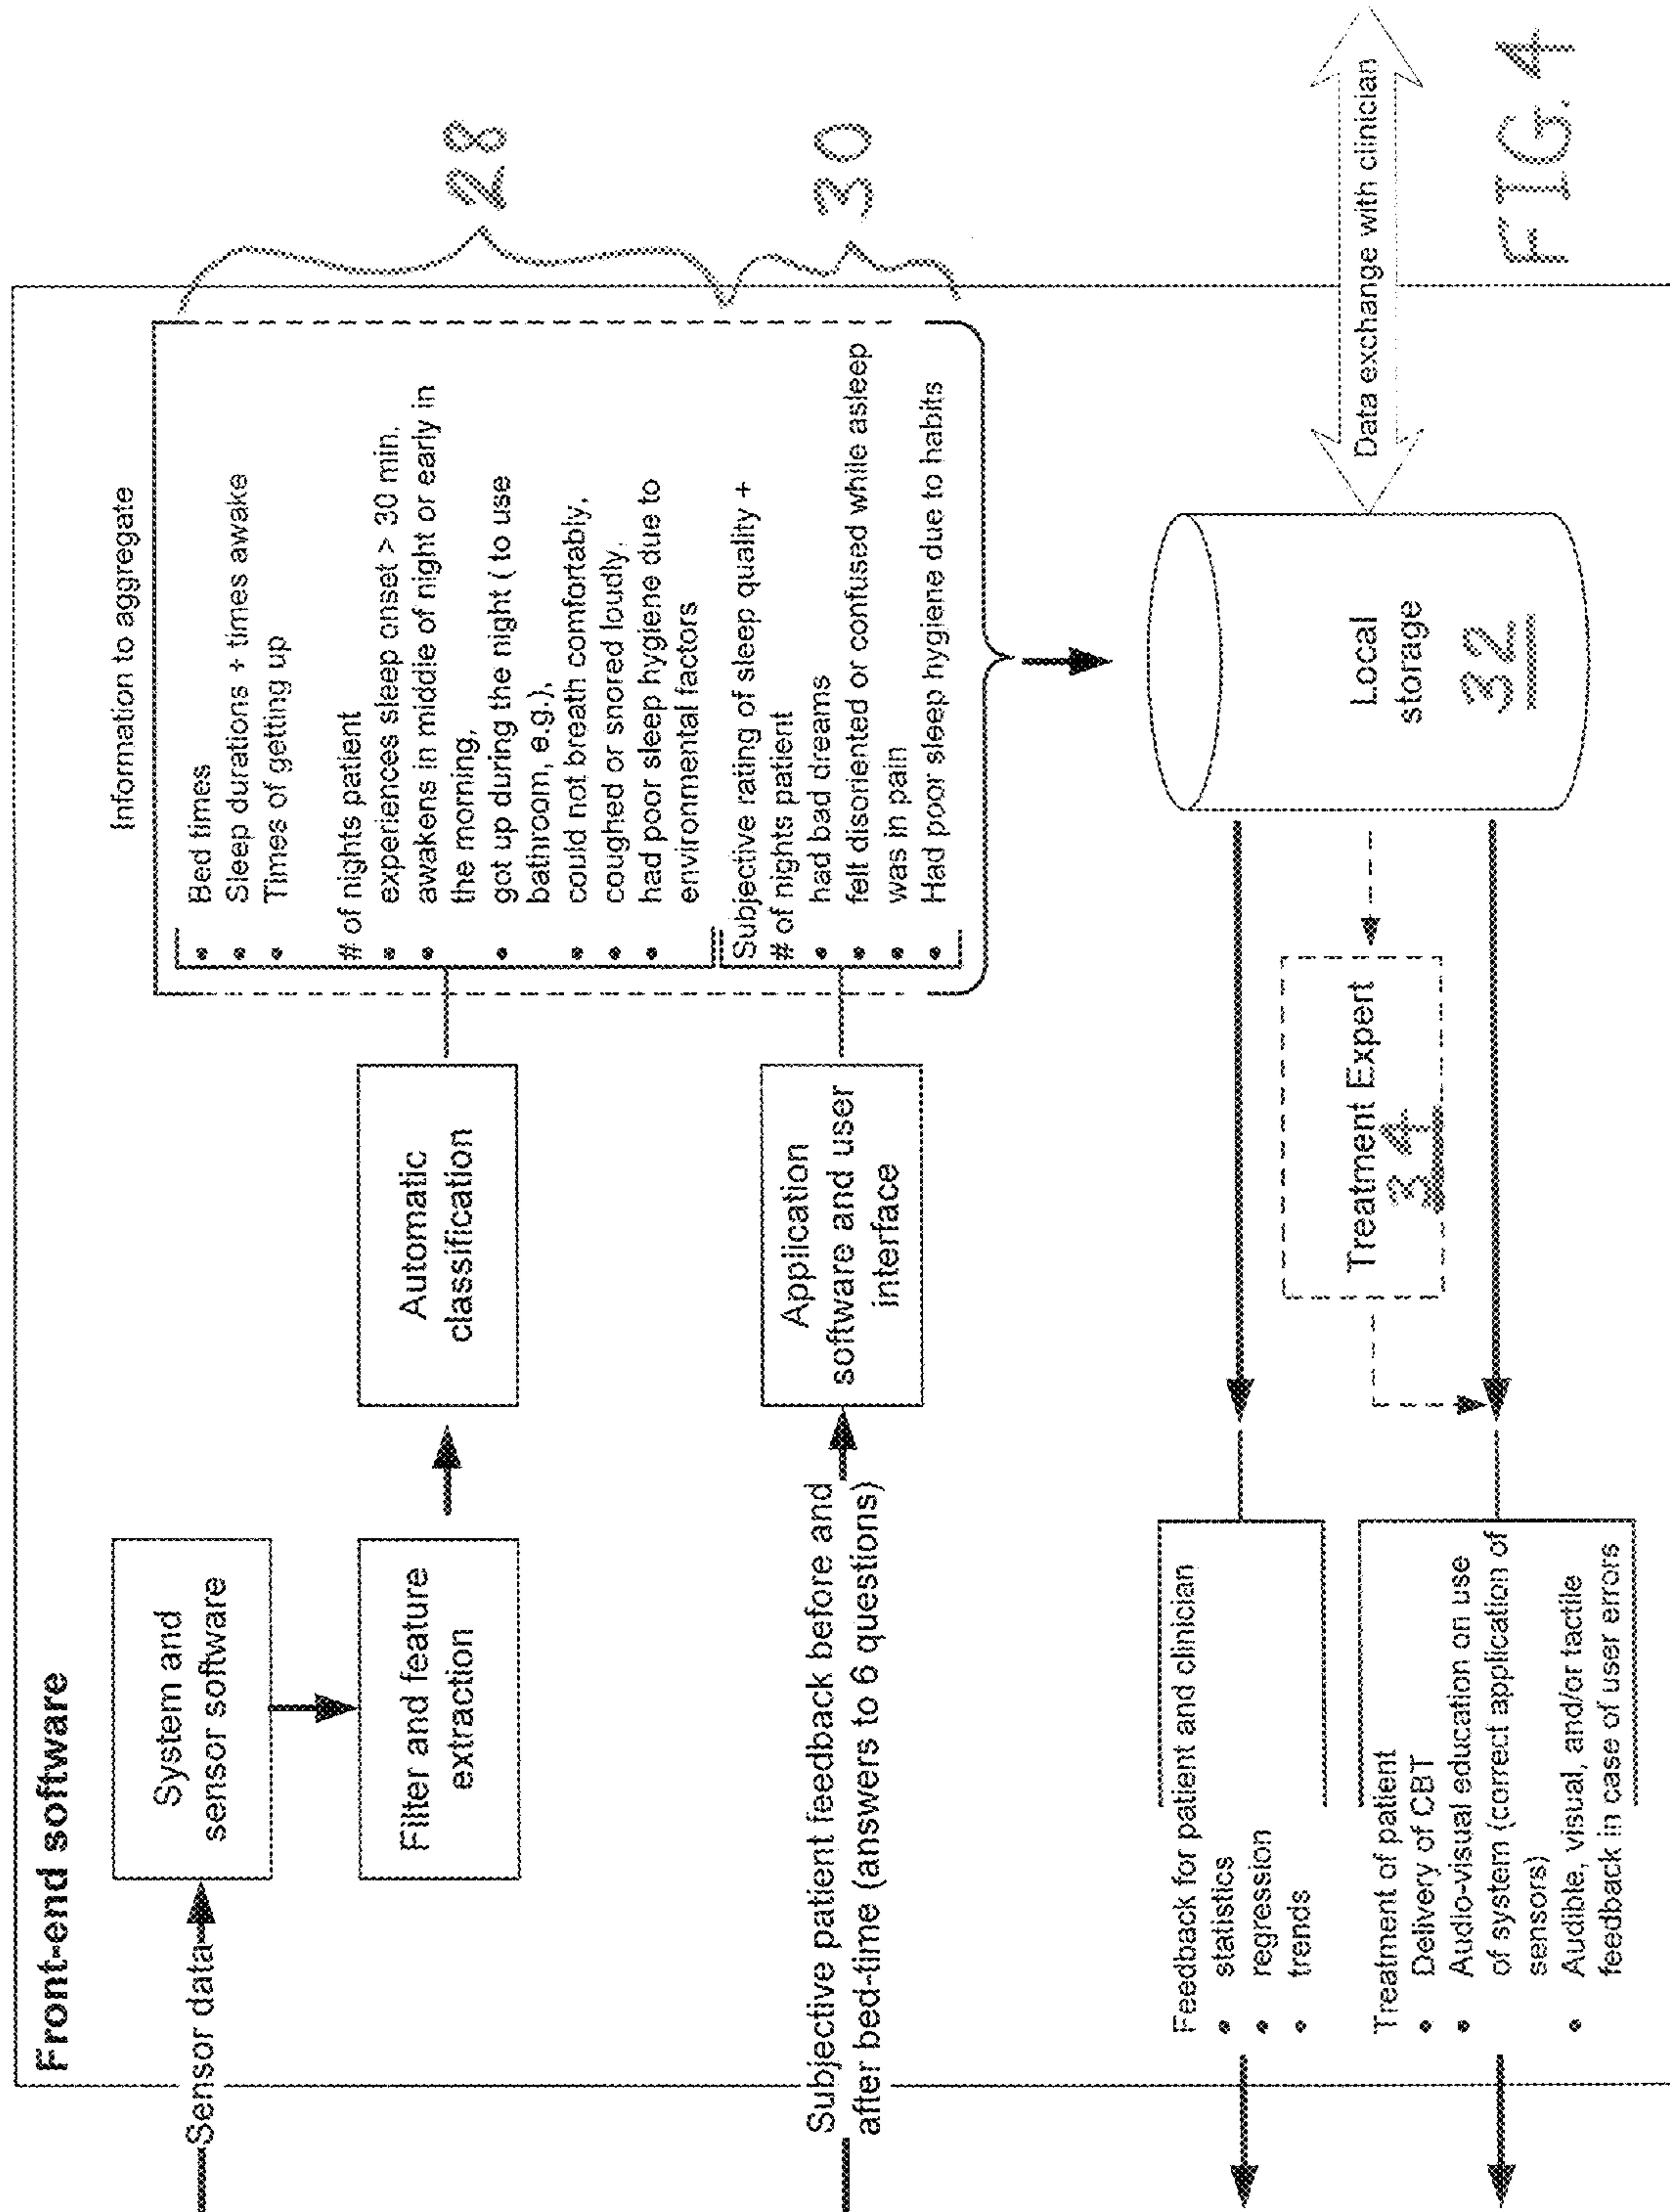 Front-end software
Sensor data
System and
sensor software
Filter and feature
extraction
Automatic
classification
Subjective patient feedback before and
after bed-time (answers to 6 questions)
Application
software and user
interface
Information to aggregate
• Bed times
• Sleep durations + times awake
• Times of getting up
# of nights patient
• experiences sleep onset > 30 min.
• awakens in middle of night or early in
the morning,
• got up during the night ( to use
bathroom, e.g.),
• could not breath comfortably,
• coughed or snored loudly,
• had poor sleep hygiene due to
environmental factors
28
Subjective rating of sleep quality +
# of nights patient
• had bad dreams
• felt disoriented or confused while asleep
• was in pain
• Had poor sleep hygiene due to habits
30
Feedback for patient and clinician
• statistics
• regression
• trends
Treatment of patient
• Delivery of CBT
• Audio-visual education on use
of system (correct application of
sensors)
• Audible, visual, and/or tactile
feedback in case of user errors
Treatment Expert
34
Local
storage
32
Data exchange with clinician
FIG.4